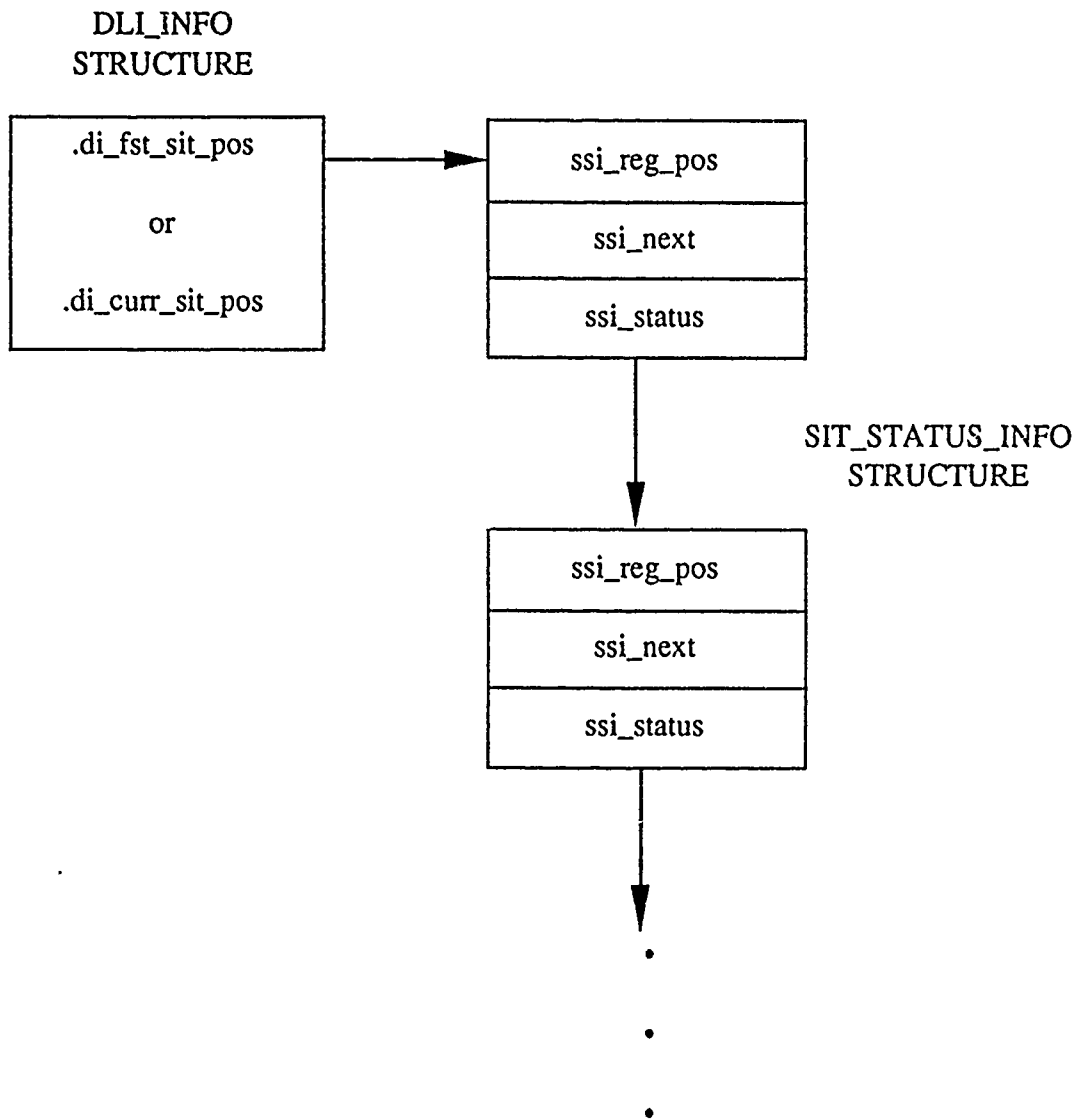 DLI_INFO
STRUCTURE
.di_fst_sit_pos
or
.di_curr_sit_pos
ssi_reg_pos
ssi_next
ssi_status
SIT_STATUS_INFO
STRUCTURE
ssi_reg_pos
ssi_next
ssi_status